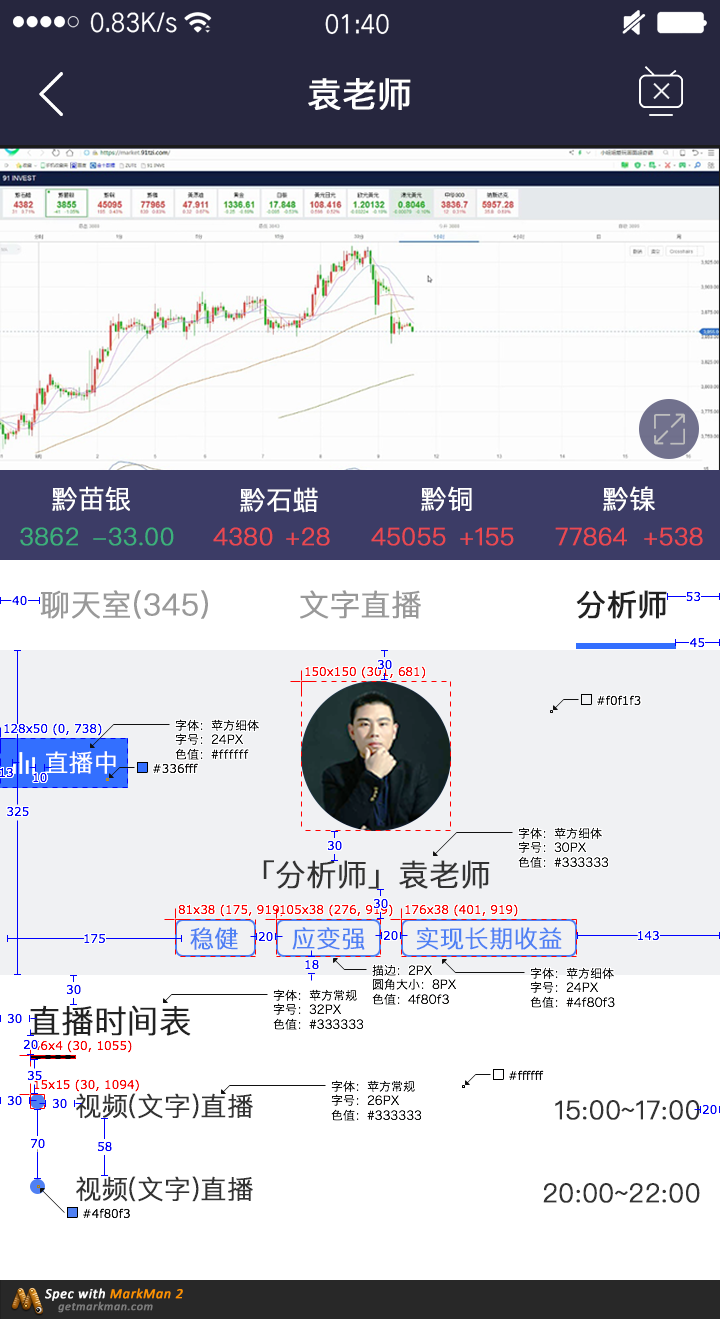 0.83K/s 01:40
袁老师
https://market.91tzi.com/
91 INVEST
4382 3855 45095 77965 47.911 1336.61 17.848 108.416 1.20132 0.8046 3836.7 5957.28
黔苗银 黔石蜡 黔铜 黔镍
3862 -33.00 4380 +28 45055 +155 77864 +538
40 聊天室(345) 文字直播 分析师 53
45
30
150x150 (301, 681)
#f0f1f3
128x50 (0, 738)
字体: 苹方细体
字号: 24PX
色值: #ffffff
直播中
13 10
#336fff
325
30
字体: 苹方细体
字号: 30PX
色值: #333333
「分析师」袁老师
30
81x38 (175, 919) 105x38 (276, 919) 176x38 (401, 919)
175 稳健 20 应变强 20 实现长期收益 143
18
描边: 2PX
圆角大小: 8PX
色值: 4f80f3
字体: 苹方细体
字号: 24PX
色值: #4f80f3
30
字体: 苹方常规
字号: 32PX
色值: #333333
30 直播时间表
20 6x4 (30, 1055)
35
15x15 (30, 1094)
#ffffff
字体: 苹方常规
字号: 26PX
色值: #333333
30 30 视频(文字)直播 15:00~17:00 20
70 58
视频(文字)直播 20:00~22:00
#4f80f3
Spec with MarkMan 2
getmarkman.com